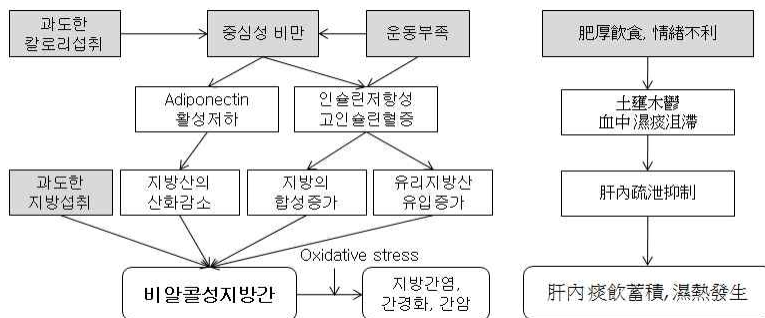 과도한
칼로리섭취
중심성 비만
운동부족
肥厚飮食, 情緖不利
Adiponectin
활성저하
인슐린저항성
고인슐린혈증
土壅木鬱
血中濕痰沮滯
과도한
지방섭취
지방산의
산화감소
지방의
합성증가
유리지방산
유입증가
肝內疏泄抑制
Oxidative stress
비알콜성지방간
지방간염,
간경화, 간암
肝內痰飮蓄積, 濕熱發生